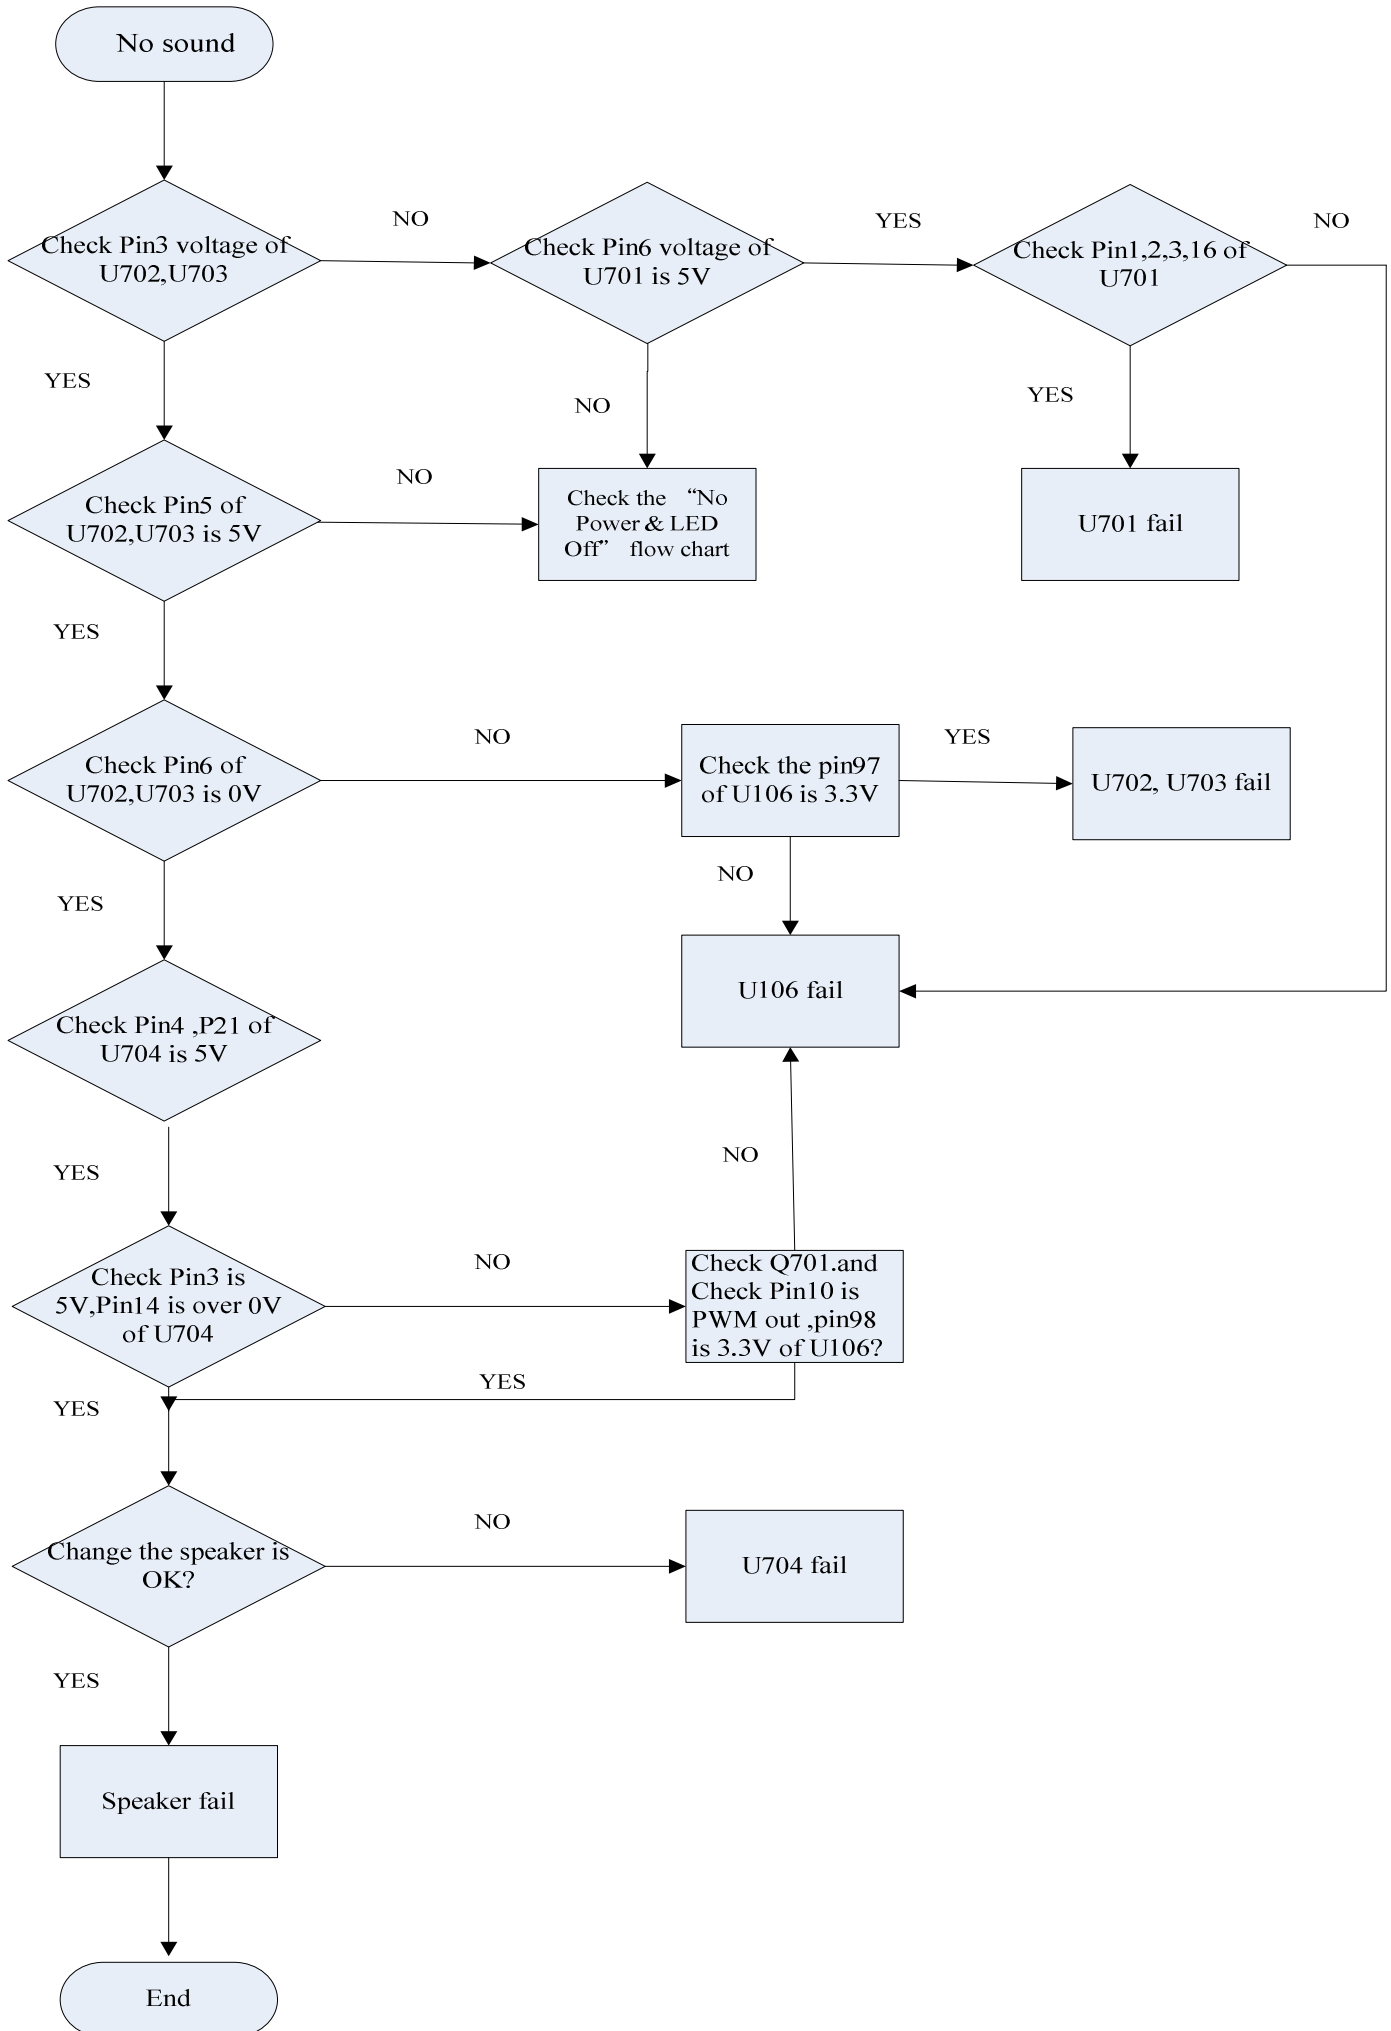 No sound
Check Pin3 voltage of
U702,U703
NO
Check Pin6 voltage of
U701 is 5V
YES
Check Pin1,2,3,16 of
U701
NO
YES
NO
YES
Check Pin5 of
U702,U703 is 5V
NO
Check the “No
Power & LED
Off” flow chart
U701 fail
YES
Check Pin6 of
U702,U703 is 0V
NO
Check the pin97
of U106 is 3.3V
YES
U702, U703 fail
NO
YES
U106 fail
Check Pin4 ,P21 of
U704 is 5V
NO
YES
Check Pin3 is
5V,Pin14 is over 0V
of U704
NO
Check Q701.and
Check Pin10 is
PWM out ,pin98
is 3.3V of U106?
YES
YES
Change the speaker is
OK?
NO
U704 fail
YES
Speaker fail
End